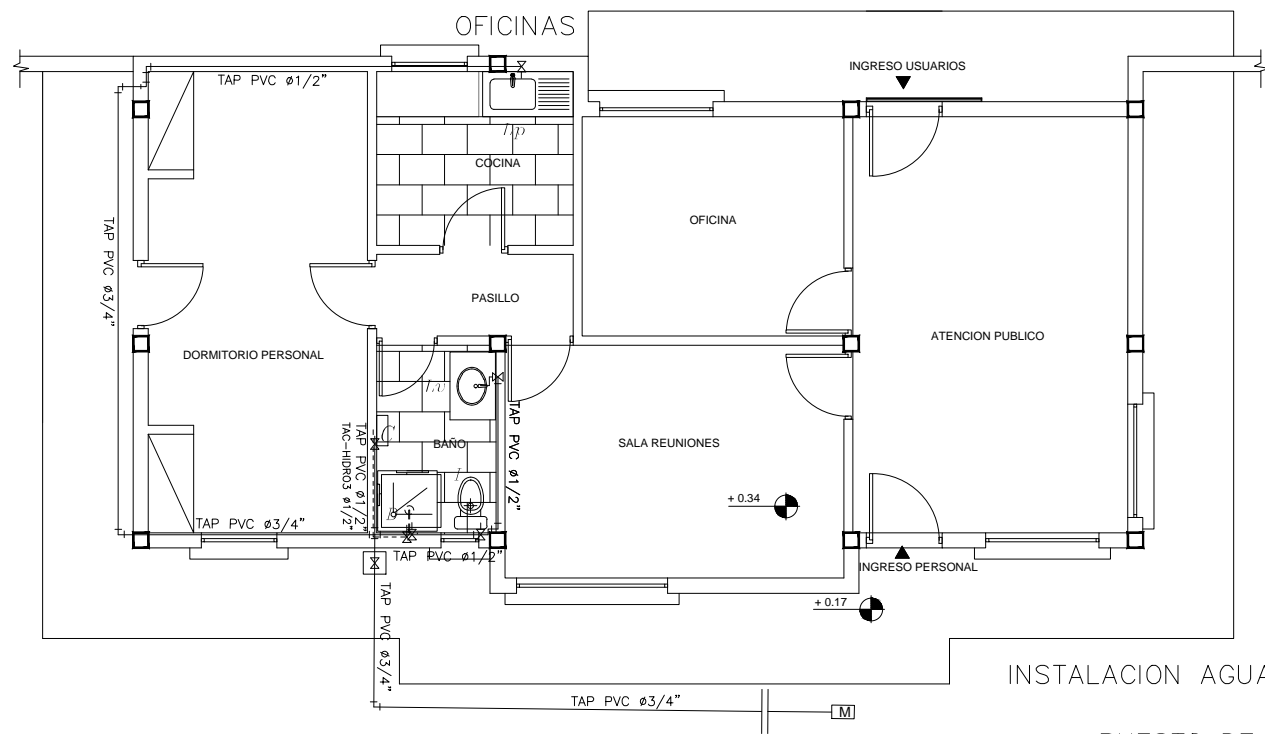 OFICINAS
INGRESO USUARIOS
TAP PVC ø1/2"
Lp
COCINA
OFICINA
TAP PVC ø3/4"
PASILLO
ATENCION PUBLICO
DORMITORIO PERSONAL
Lv
C
BAÑO
SALA REUNIONES
TAP PVC ø1/2"
TAP PVC ø1/2"
TAC-HIDRO3 ø1/2"
I
B
+ 0.34
TAP PVC ø3/4"
TAP PVC ø1/2"
INGRESO PERSONAL
TAP PVC ø3/4"
+ 0.17
INSTALACION AGUA
TAP PVC ø3/4"
M